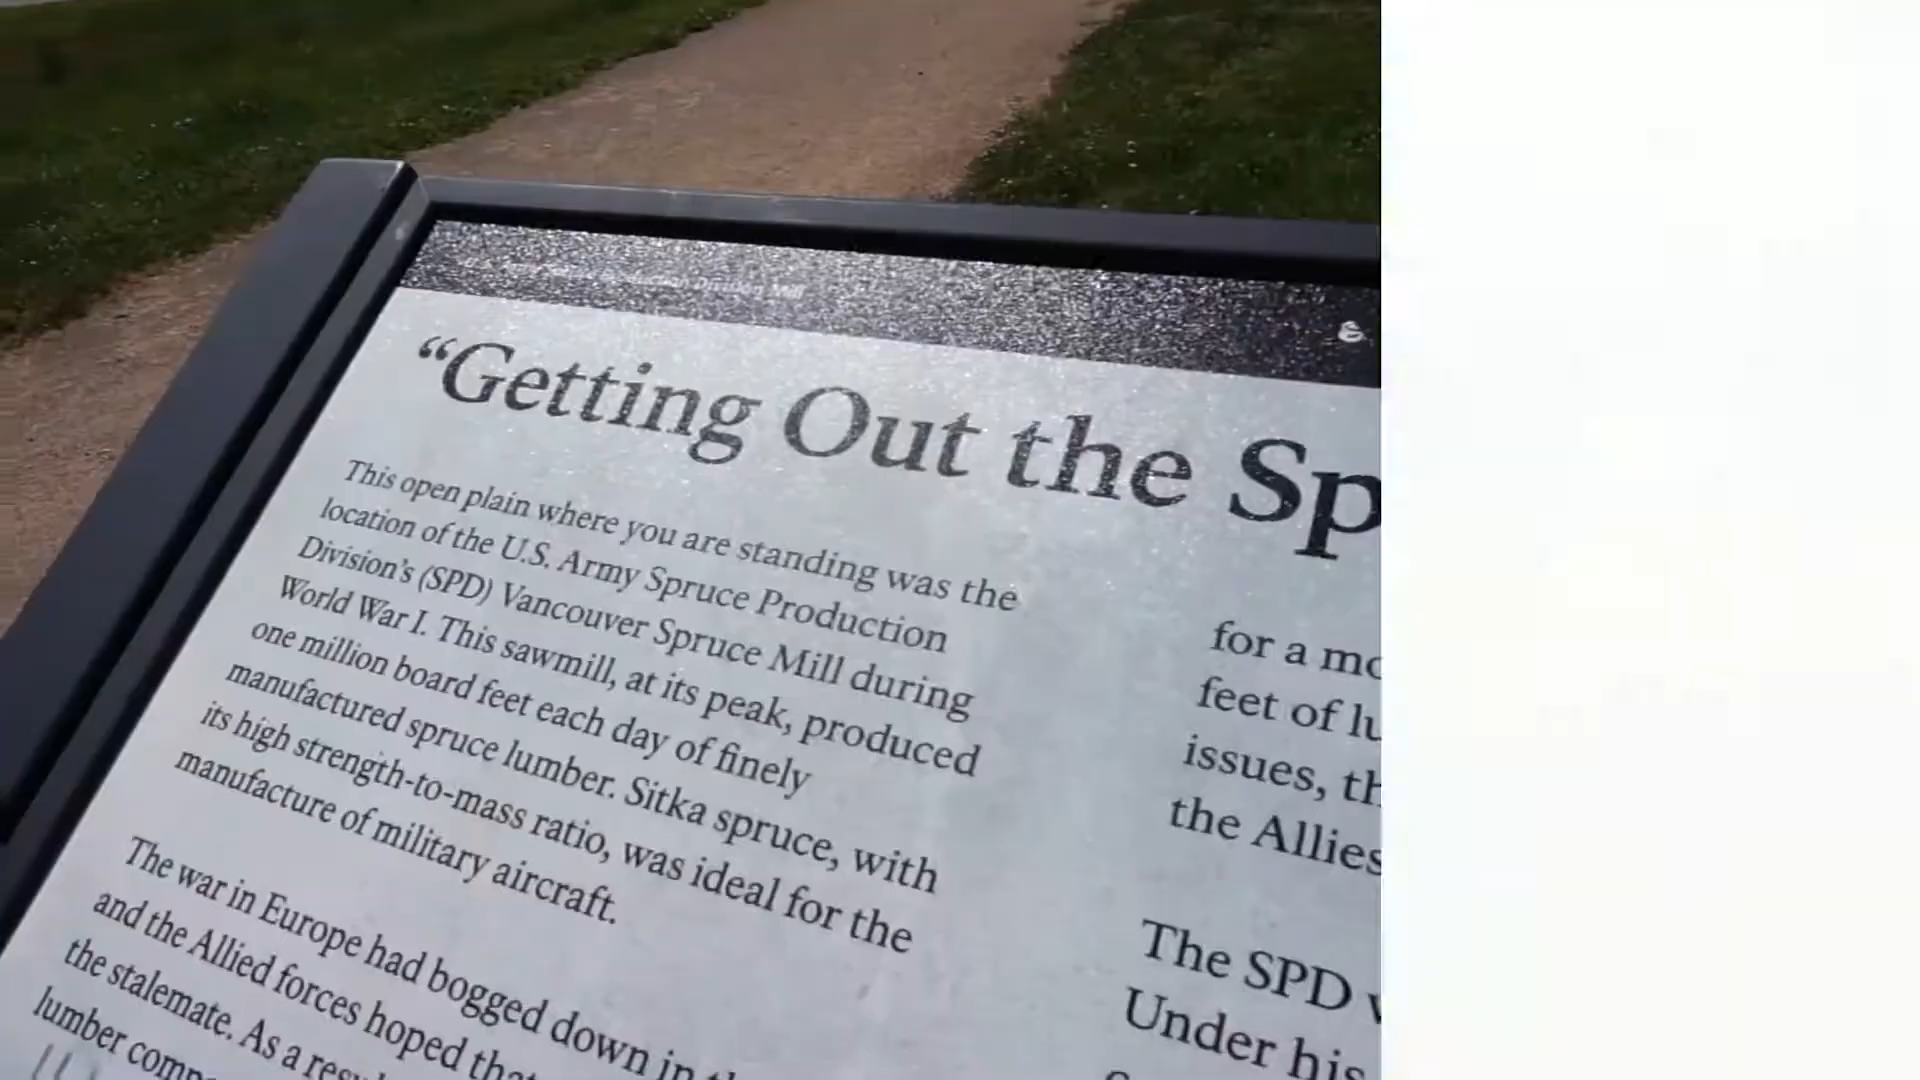 “Getting Out the Sp
This open plain where you are standing was the
location of the U.S. Army Spruce Production
Division’s (SPD) Vancouver Spruce Mill during
World War I. This sawmill, at its peak, produced
one million board feet each day of finely
manufactured spruce lumber. Sitka spruce, with
its high strength-to-mass ratio, was ideal for the
manufacture of military aircraft.
The war in Europe had bogged down in
and the Allied forces hoped
the stalemate. As a
lumber
for a
feet of
issues,
the Allies
The SPD
Under his